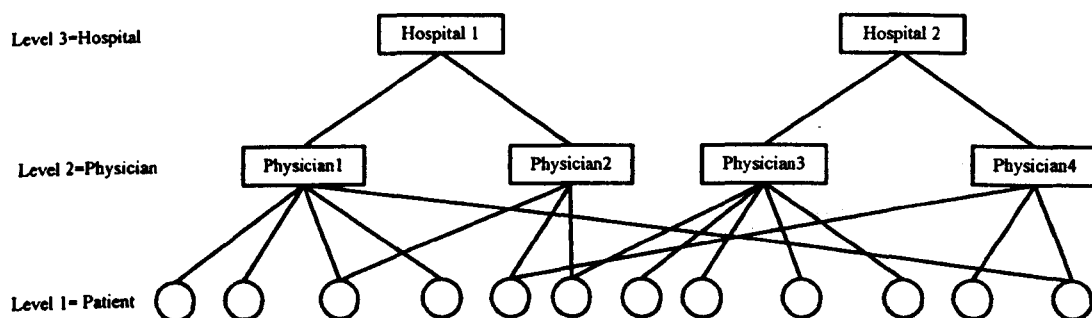 Level 3=Hospital
Hospital 1
Hospital 2
Level 2=Physician
Physician1
Physician2
Physician3
Physician4
Level 1= Patient